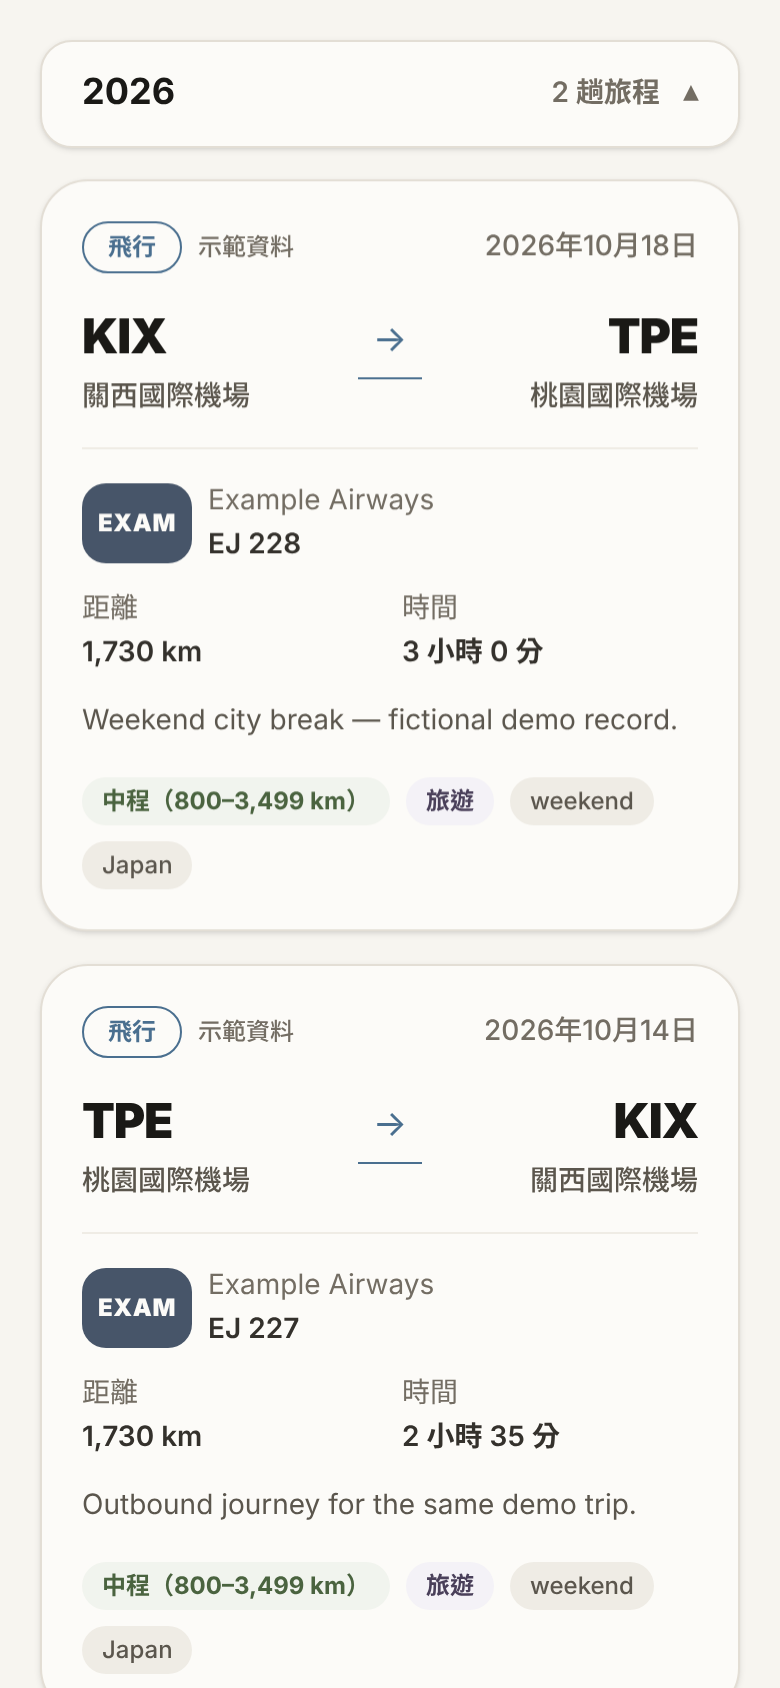 2026
2 趟旅程 ▲
飛行 示範資料 2026年10月18日
KIX → TPE
關西國際機場 桃園國際機場
EXAM
Example Airways
EJ 228
距離 時間
1,730 km 3 小時 0 分
Weekend city break — fictional demo record.
中程（800–3,499 km） 旅遊 weekend
Japan
飛行 示範資料 2026年10月14日
TPE → KIX
桃園國際機場 關西國際機場
EXAM
Example Airways
EJ 227
距離 時間
1,730 km 2 小時 35 分
Outbound journey for the same demo trip.
中程（800–3,499 km） 旅遊 weekend
Japan